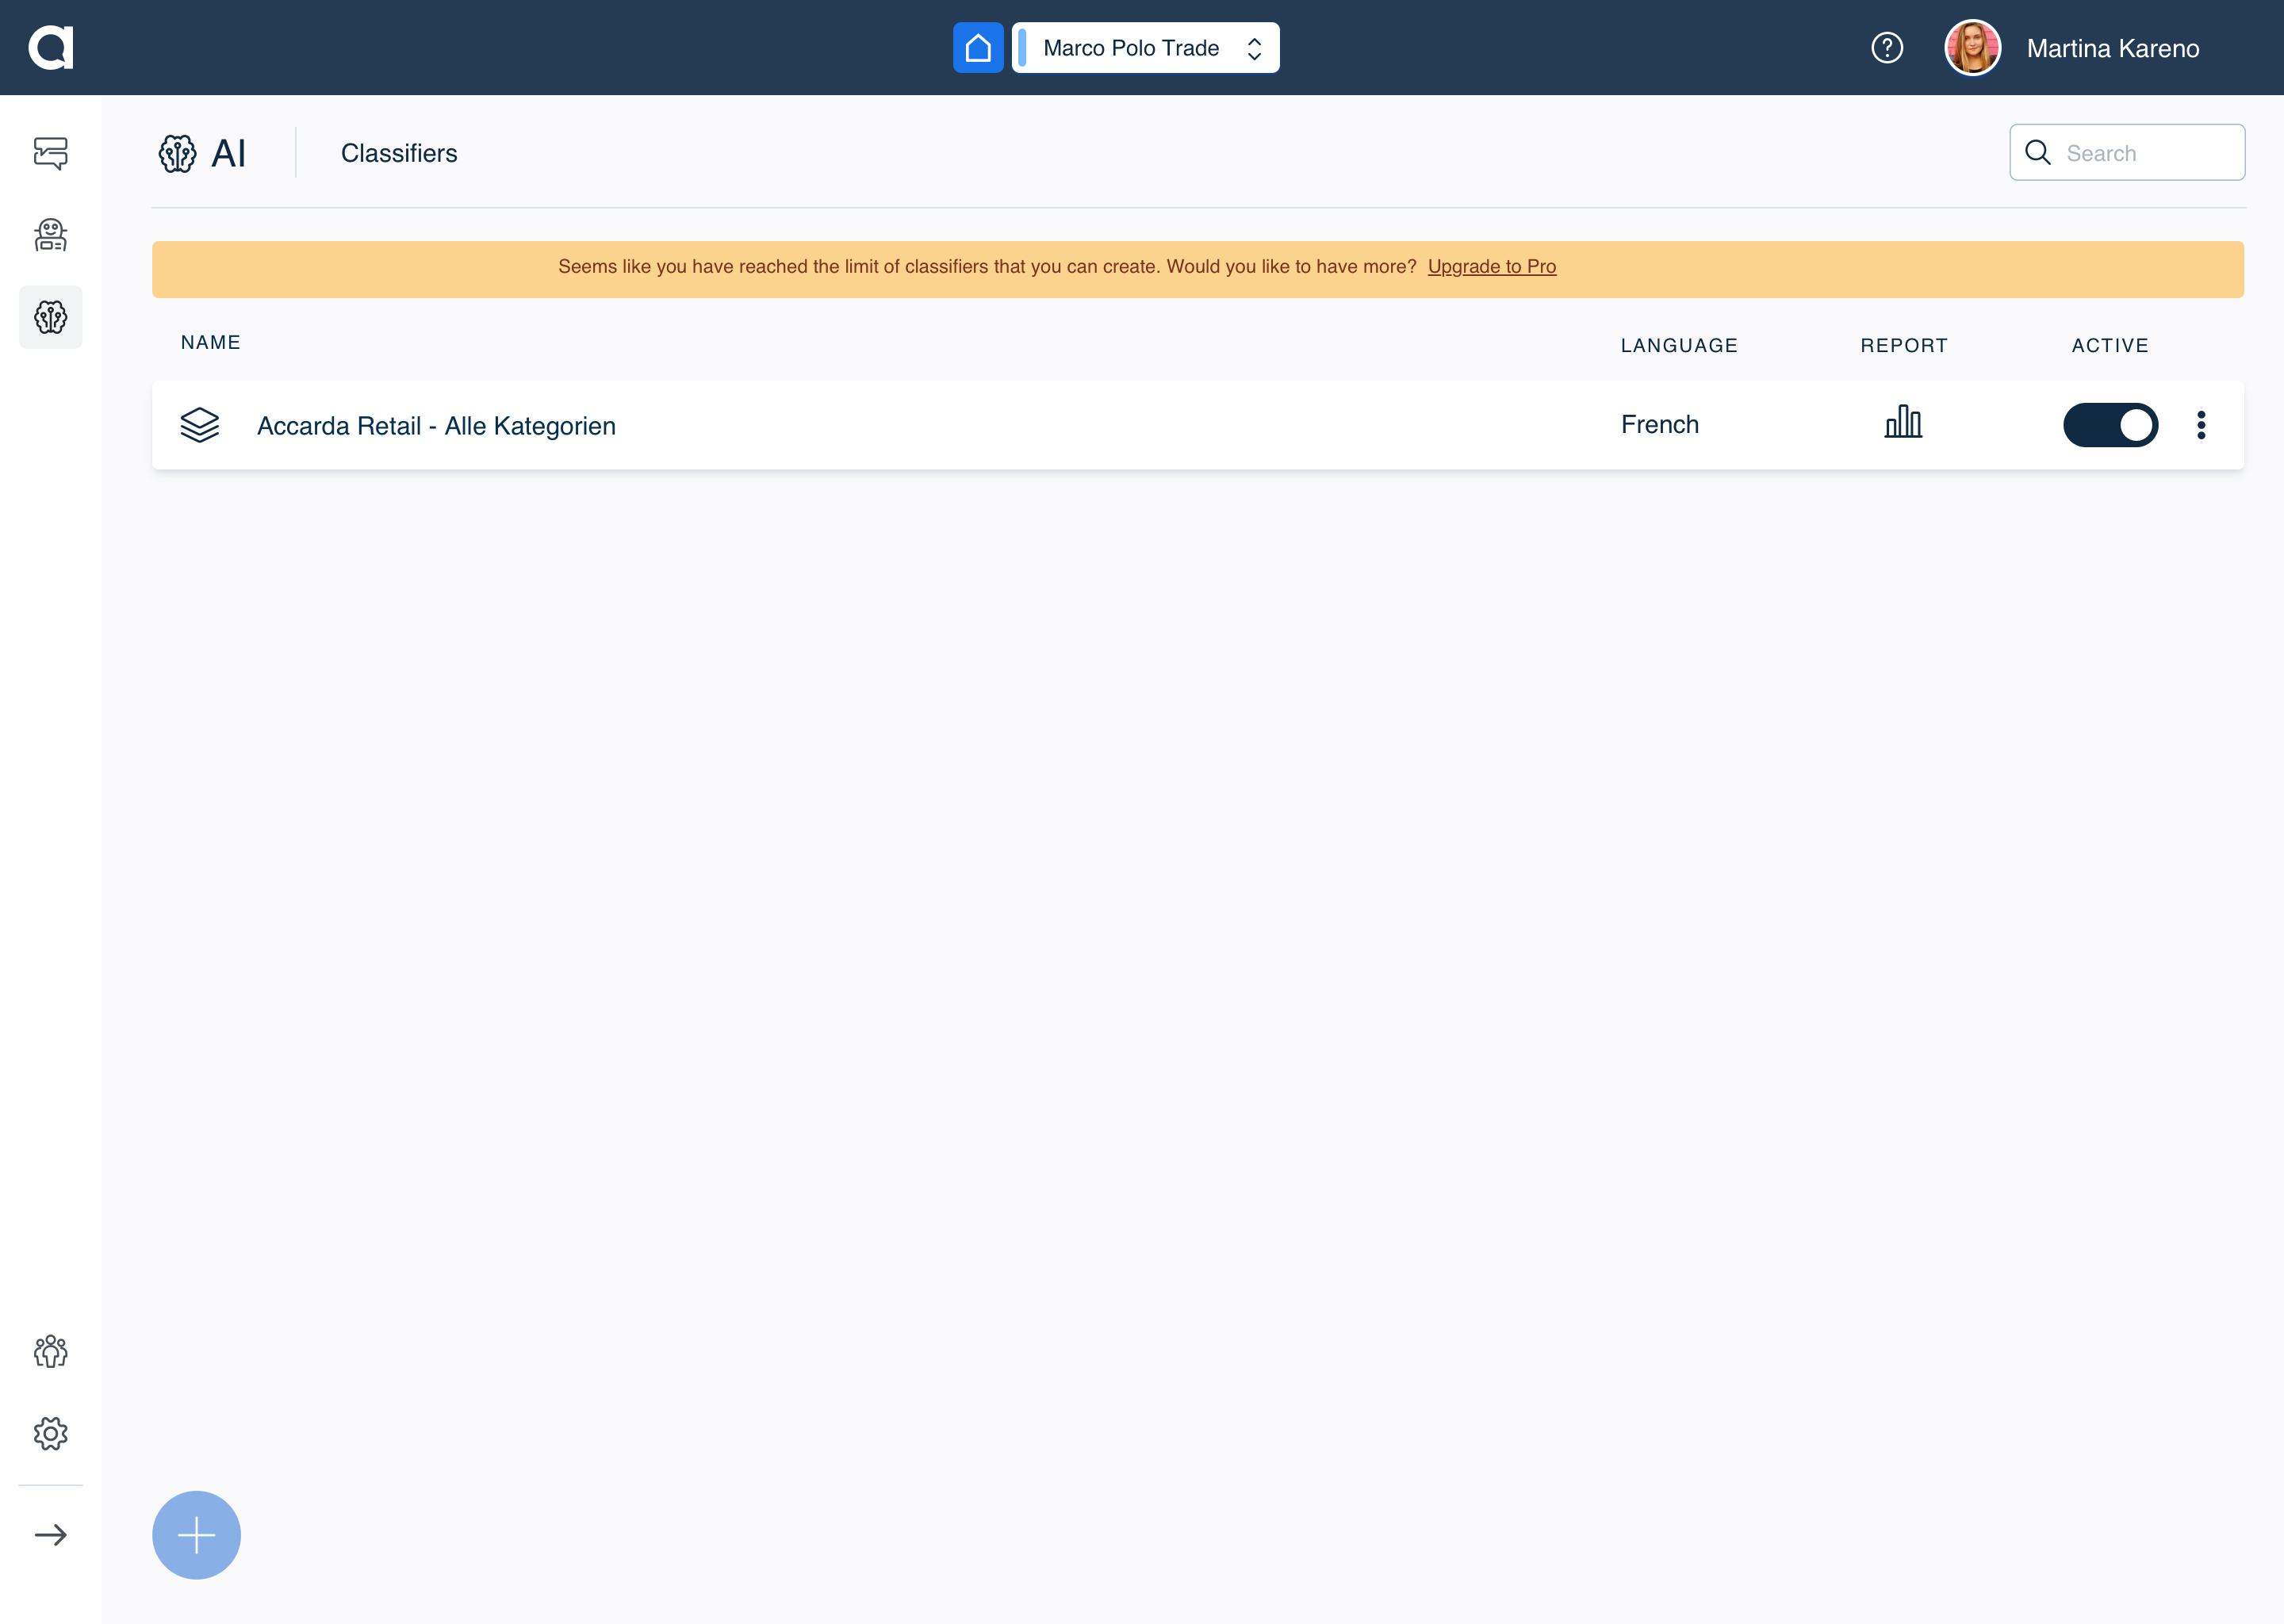 Marco Polo Trade
?
Martina Kareno
AI
Classifiers
Search
Seems like you have reached the limit of classifiers that you can create. Would you like to have more? Upgrade to Pro
NAME
LANGUAGE
REPORT
ACTIVE
Accarda Retail - Alle Kategorien
French